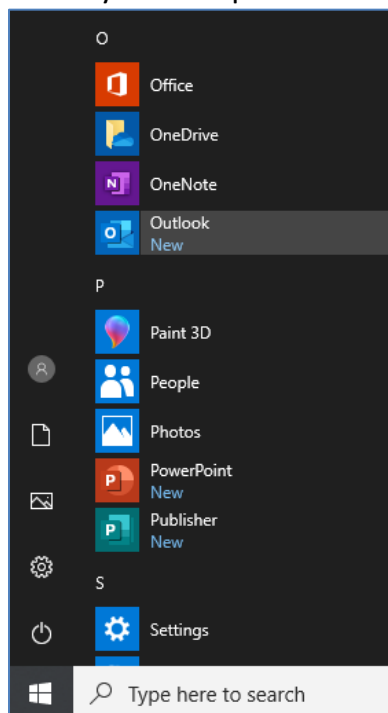 O
Office
OneDrive
N
OneNote
O
Outlook
New
P
Paint 3D
People
Photos
P
PowerPoint
New
P
Publisher
New
S
Settings
Type here to search